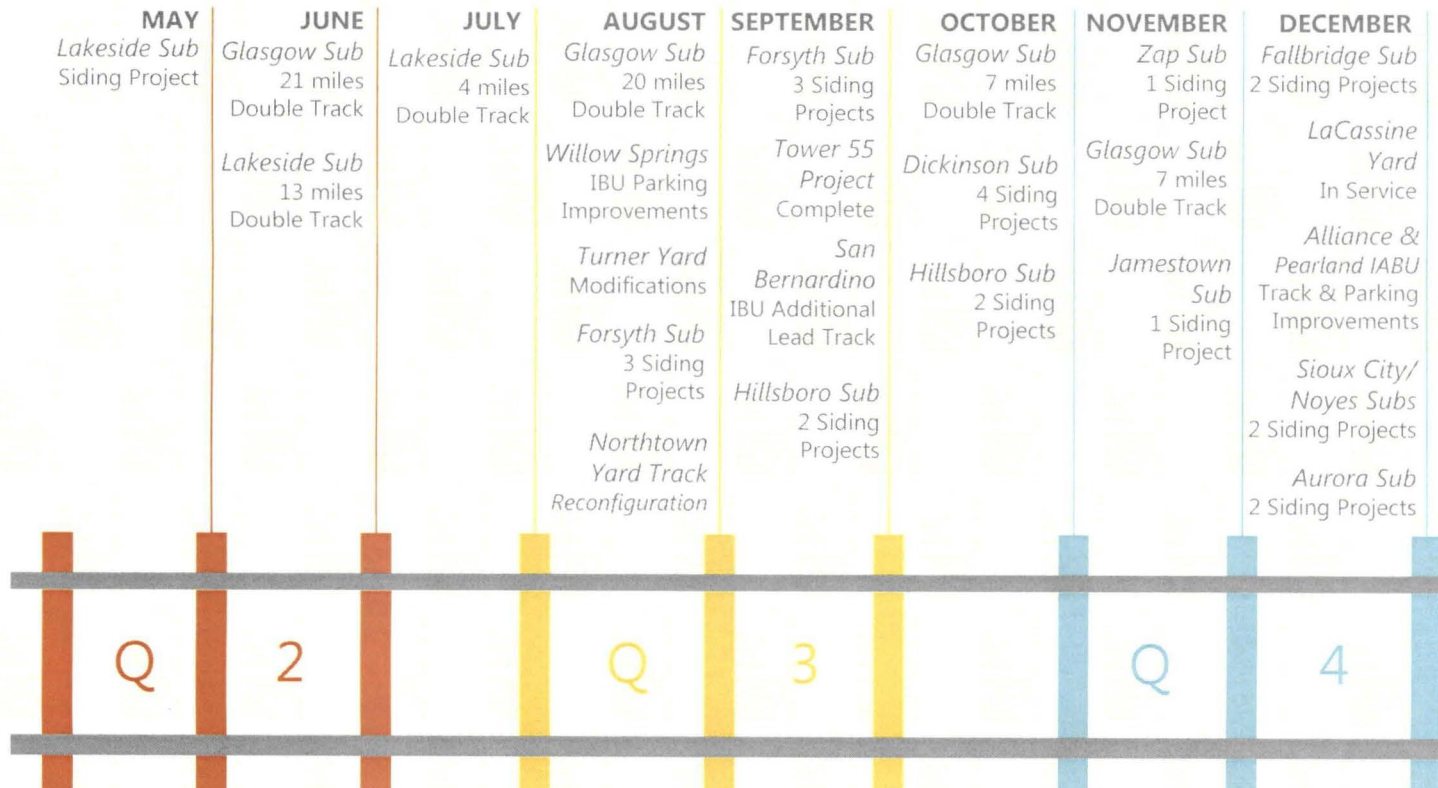 MAY
Lakeside Sub
Siding Project
JUNE
Glasgow Sub
21 miles
Double Track
Lakeside Sub
13 miles
Double Track
JULY
Lakeside Sub
4 miles
Double Track
AUGUST
Glasgow Sub
20 miles
Double Track
Willow Springs
IBU Parking
Improvements
Turner Yard
Modifications
Forsyth Sub
3 Siding
Projects
Northtown
Yard Track
Reconfiguration
SEPTEMBER
Forsyth Sub
3 Siding
Projects
Tower 55
Project
Complete
San
Bernardino
IBU Additional
Lead Track
Hillsboro Sub
2 Siding
Projects
OCTOBER
Glasgow Sub
7 miles
Double Track
Dickinson Sub
4 Siding
Projects
Hillsboro Sub
2 Siding
Projects
NOVEMBER
Zap Sub
1 Siding
Project
Glasgow Sub
7 miles
Double Track
Jamestown
Sub
1 Siding
Project
DECEMBER
Fallbridge Sub
2 Siding Projects
LaCassine
Yard
In Service
Alliance &
Pearland IABU
Track & Parking
Improvements
Sioux City/
Noyes Subs
2 Siding Projects
Aurora Sub
2 Siding Projects
Q 2
Q 3
Q 4